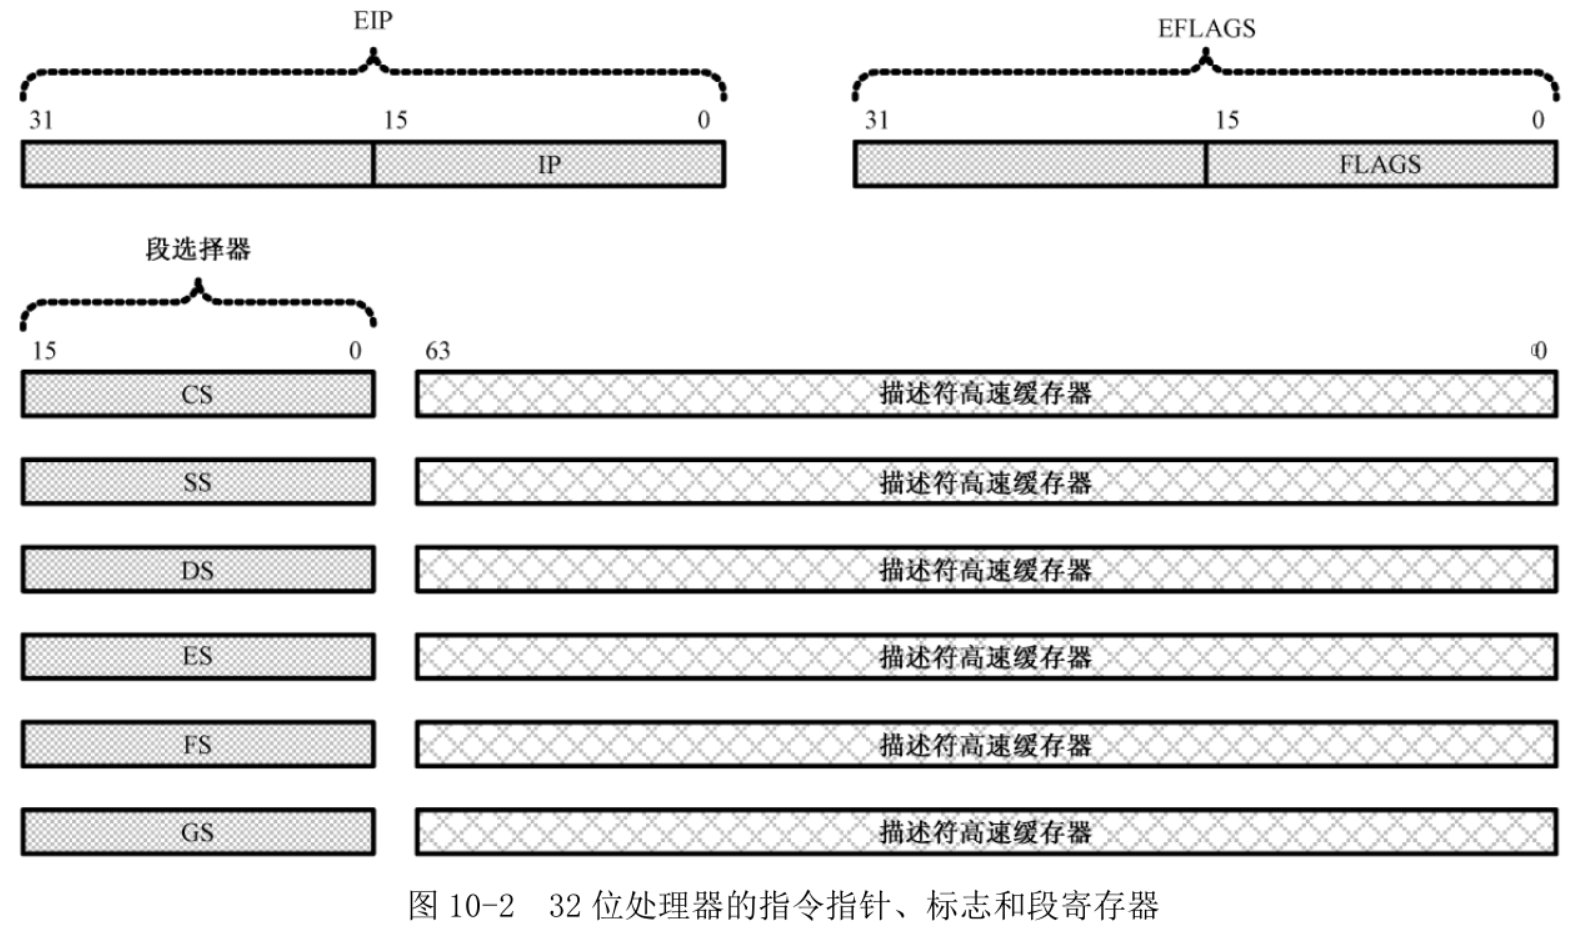 EIP
EFLAGS
31 15 0
31 15 0
IP
FLAGS
段选择器
15 0 63 0
CS 描述符高速缓存器
SS 描述符高速缓存器
DS 描述符高速缓存器
ES 描述符高速缓存器
FS 描述符高速缓存器
GS 描述符高速缓存器
图 10-2 32 位处理器的指令指针、标志和段寄存器